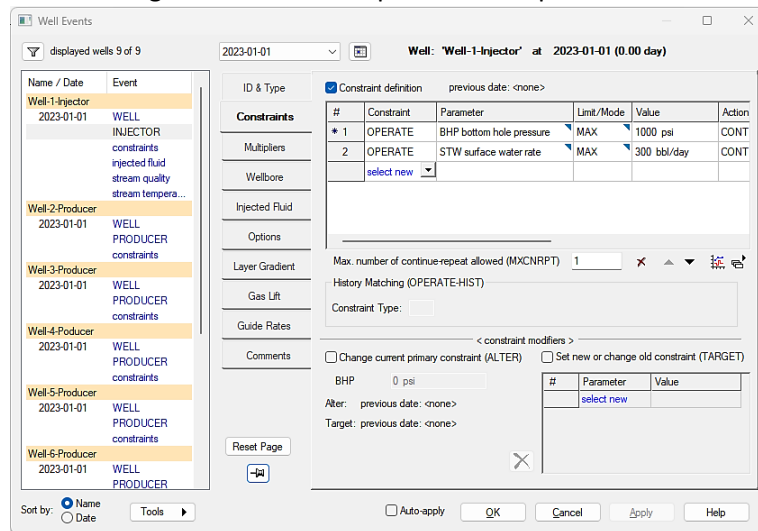 Well Events
displayed wells 9 of 9
2023-01-01
Well: 'Well-1-Injector' at 2023-01-01 (0.00 day)
Name / Date Event
Well-1-Injector
2023-01-01 WELL
INJECTOR
constraints
injected fluid
stream quality
stream tempera...
Well-2-Producer
2023-01-01 WELL
PRODUCER
constraints
Well-3-Producer
2023-01-01 WELL
PRODUCER
constraints
Well-4-Poducer
2023-01-01 WELL
PRODUCER
constraints
Well-5-Producer
2023-01-01 WELL
PRODUCER
constraints
Well-6-Producer
2023-01-01 WELL
PRODUCER
Sort by: Name
Date
Tools
ID & Type
Constraints
Multipliers
Wellbore
Injected Fluid
Options
Layer Gradient
Gas Lift
Guide Rates
Comments
Reset Page
Constraint definition previous date: <none>
# Constraint Parameter Limit/Mode Value Action
* 1 OPERATE BHP bottom hole pressure MAX 1000 psi CONT
2 OPERATE STW surface water rate MAX 300 bbl/day CONT
select new
Max. number of continue-repeat allowed (MXCNRPT) 1
History Matching (OPERATE-HIST)
Constraint Type:
< constraint modifiers >
Change current primary constraint (ALTER) Set new or change old constraint (TARGET)
BHP 0 psi
# Parameter Value
select new
Alter: previous date: <none>
Target: previous date: <none>
Auto-apply OK Cancel Apply Help